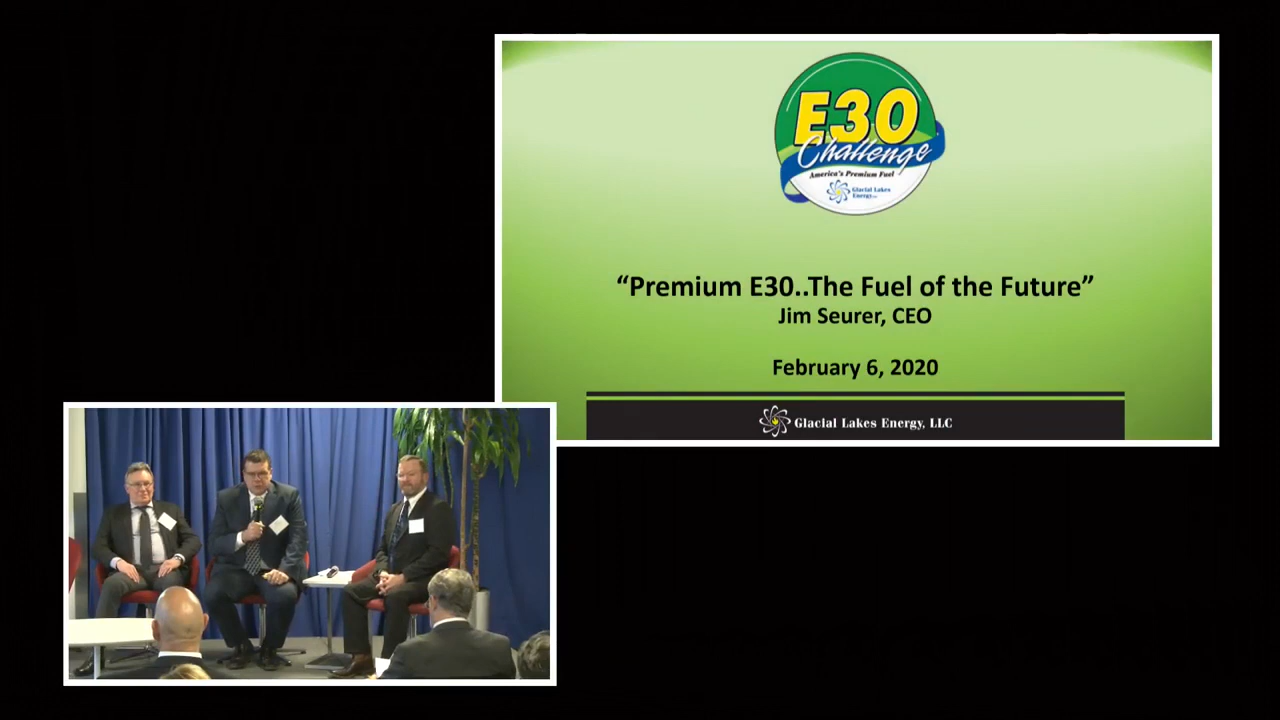 E30
Challenge
America's Premium Fuel
Glacial Lakes
Energy, LLC
“Premium E30..The Fuel of the Future”
Jim Seurer, CEO
February 6, 2020
Glacial Lakes Energy, LLC